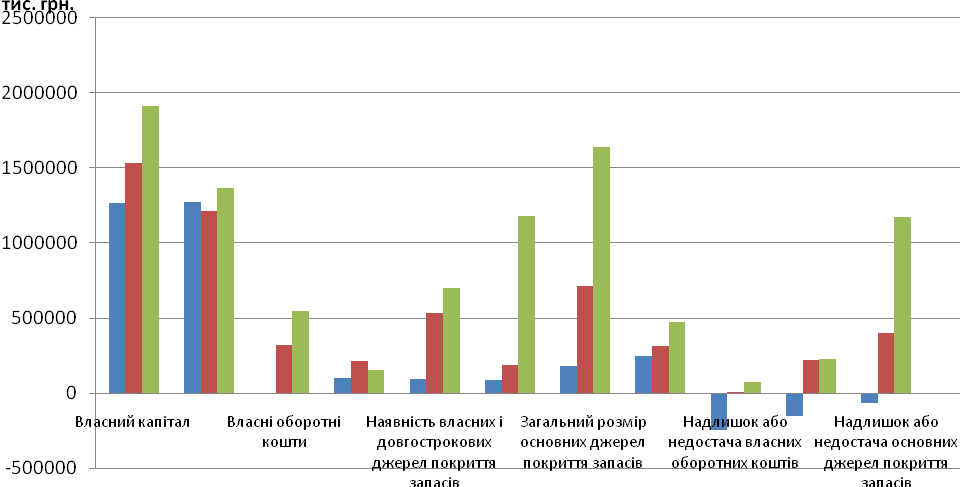 тис. грн.
2500000
2000000
1500000
1000000
500000
0
-500000
Власний капітал
Власні оборотні
кошти
Наявність власних і
довгострокових
джерел покриття
запасів
Загальний розмір
основних джерел
покриття запасів
Надлишок або
недостача власних
оборотних коштів
Надлишок або
недостача основних
джерел покриття
запасів